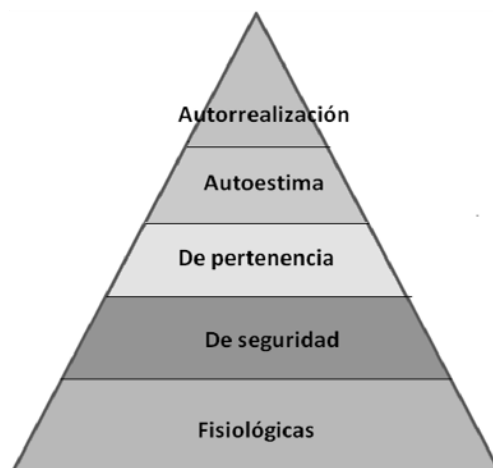 Autorrealización
Autoestima
De pertenencia
De seguridad
Fisiológicas